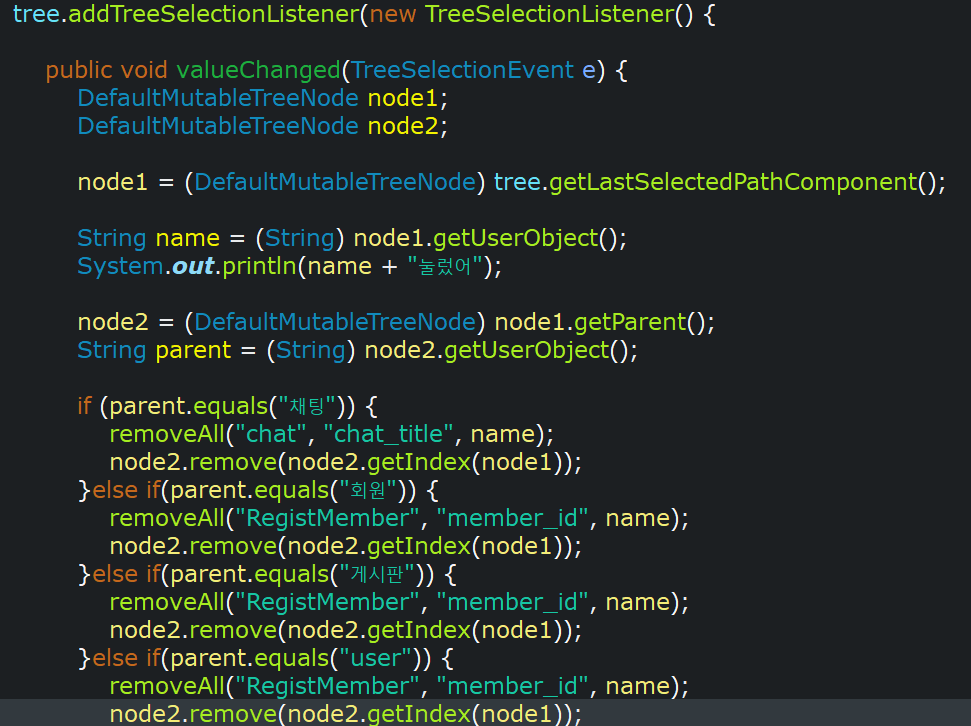 tree.addTreeSelectionListener(new TreeSelectionListener() {
public void valueChanged(TreeSelectionEvent e) {
DefaultMutableTreeNode node1;
DefaultMutableTreeNode node2;
node1 = (DefaultMutableTreeNode) tree.getLastSelectedPathComponent();
String name = (String) node1.getUserObject();
System.out.println(name + "눌렀어");
node2 = (DefaultMutableTreeNode) node1.getParent();
String parent = (String) node2.getUserObject();
if (parent.equals("채팅")) {
removeAll("chat", "chat_title", name);
node2.remove(node2.getIndex(node1));
}else if(parent.equals("회원")) {
removeAll("RegistMember", "member_id", name);
node2.remove(node2.getIndex(node1));
}else if(parent.equals("게시판")) {
removeAll("RegistMember", "member_id", name);
node2.remove(node2.getIndex(node1));
}else if(parent.equals("user")) {
removeAll("RegistMember", "member_id", name);
node2.remove(node2.getIndex(node1));